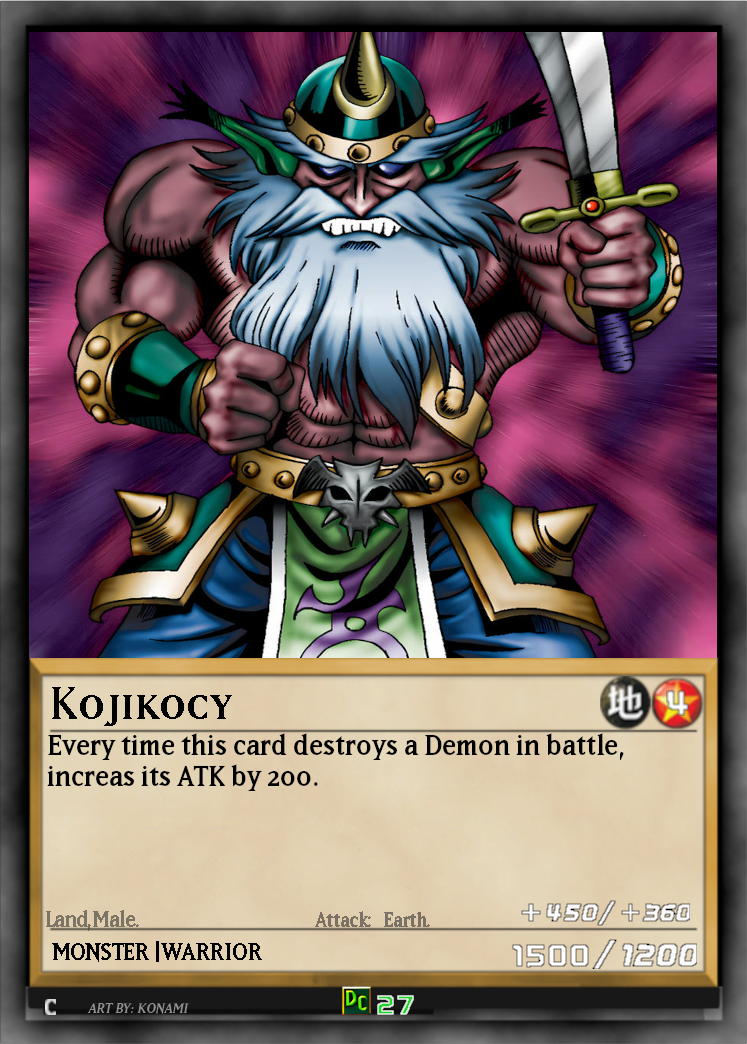 Kojikocy
地 4
Every time this card destroys a Demon in battle,
increas its ATK by 200.
Land,Male. Attack: Earth. +450/+360
MONSTER |WARRIOR 1500/1200
C ART BY: KONAMI DC 27